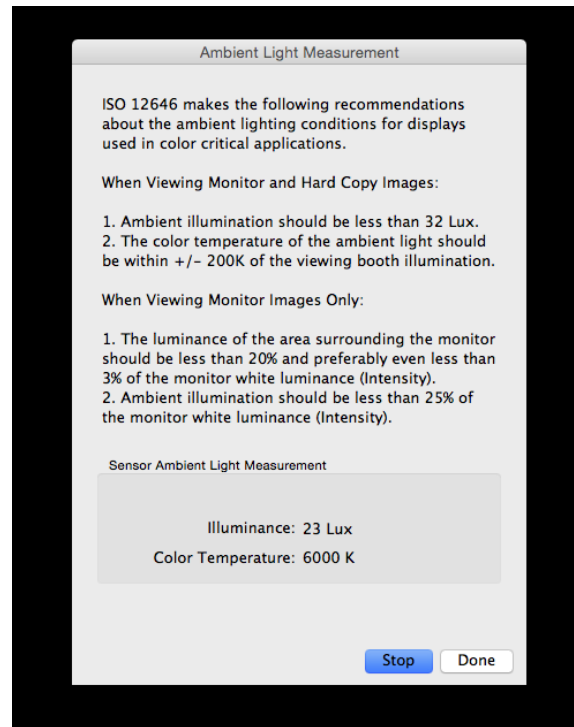 Ambient Light Measurement
ISO 12646 makes the following recommendations
about the ambient lighting conditions for displays
used in color critical applications.
When Viewing Monitor and Hard Copy Images:
1. Ambient illumination should be less than 32 Lux.
2. The color temperature of the ambient light should
be within +/- 200K of the viewing booth illumination.
When Viewing Monitor Images Only:
1. The luminance of the area surrounding the monitor
should be less than 20% and preferably even less than
3% of the monitor white luminance (Intensity).
2. Ambient illumination should be less than 25% of
the monitor white luminance (Intensity).
Sensor Ambient Light Measurement
Illuminance: 23 Lux
Color Temperature: 6000 K
Stop Done